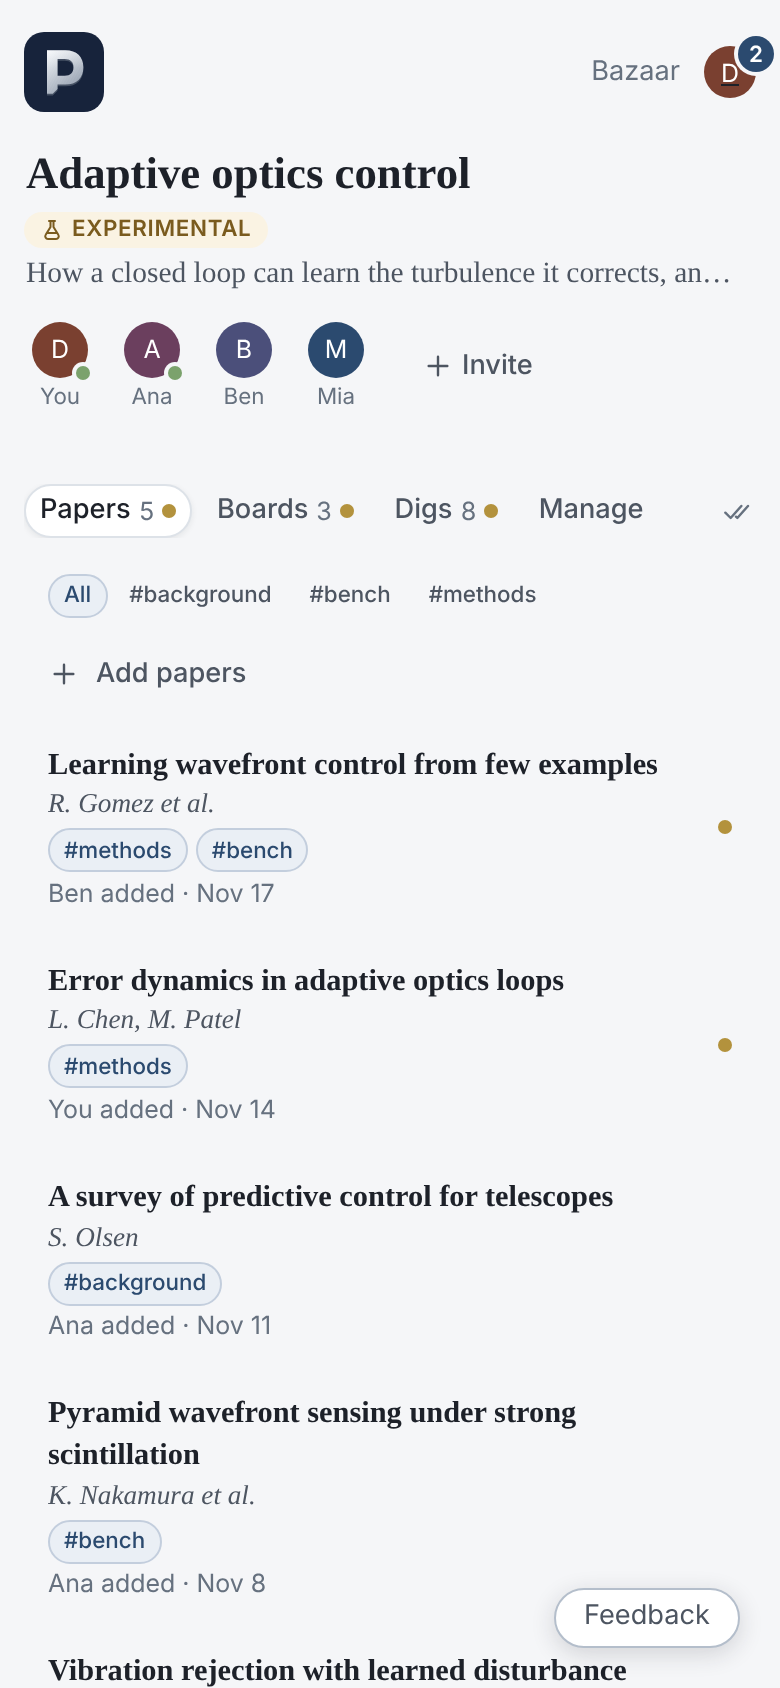 P
Bazaar
D
2
Adaptive optics control
EXPERIMENTAL
How a closed loop can learn the turbulence it corrects, an…
D A B M
You Ana Ben Mia
Invite
Papers 5 Boards 3 Digs 8 Manage
All #background #bench #methods
Add papers
Learning wavefront control from few examples
R. Gomez et al.
#methods #bench
Ben added · Nov 17
Error dynamics in adaptive optics loops
L. Chen, M. Patel
#methods
You added · Nov 14
A survey of predictive control for telescopes
S. Olsen
#background
Ana added · Nov 11
Pyramid wavefront sensing under strong
scintillation
K. Nakamura et al.
#bench
Ana added · Nov 8
Feedback
Vibration rejection with learned disturbance